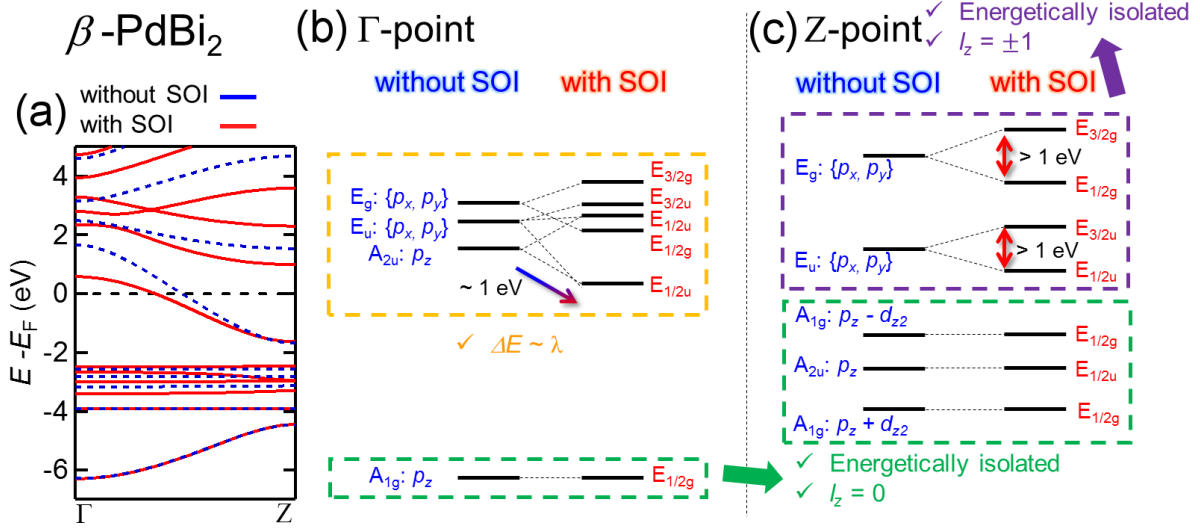 β-PdBi2
(a)
without SOI
with SOI
E -EF (eV)
4
2
0
-2
-4
-6
Γ
Z
(b) Γ-point
without SOI
with SOI
Eg: {px, py}
Eu: {px, py}
A2u: pz
~ 1 eV
E3/2g
E3/2u
E1/2u
E1/2g
E1/2u
✓ ΔE ~ λ
A1g: pz
E1/2g
(c) Z-point
✓ Energetically isolated
✓ lz = ±1
without SOI
with SOI
Eg: {px, py}
> 1 eV
E3/2g
E1/2g
Eu: {px, py}
> 1 eV
E3/2u
E1/2u
A1g: pz - dz2
E1/2g
A2u: pz
E1/2u
A1g: pz + dz2
E1/2g
✓ Energetically isolated
✓ lz = 0